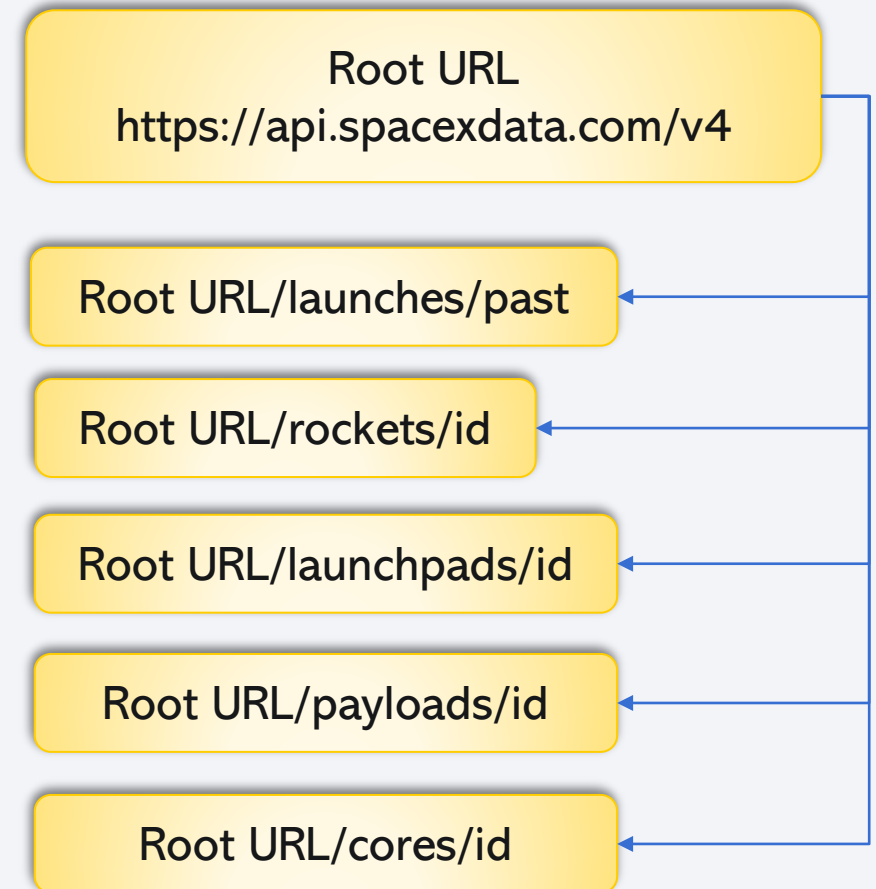 Root URL
https://api.spacexdata.com/v4
Root URL/launches/past
Root URL/rockets/id
Root URL/launchpads/id
Root URL/payloads/id
Root URL/cores/id